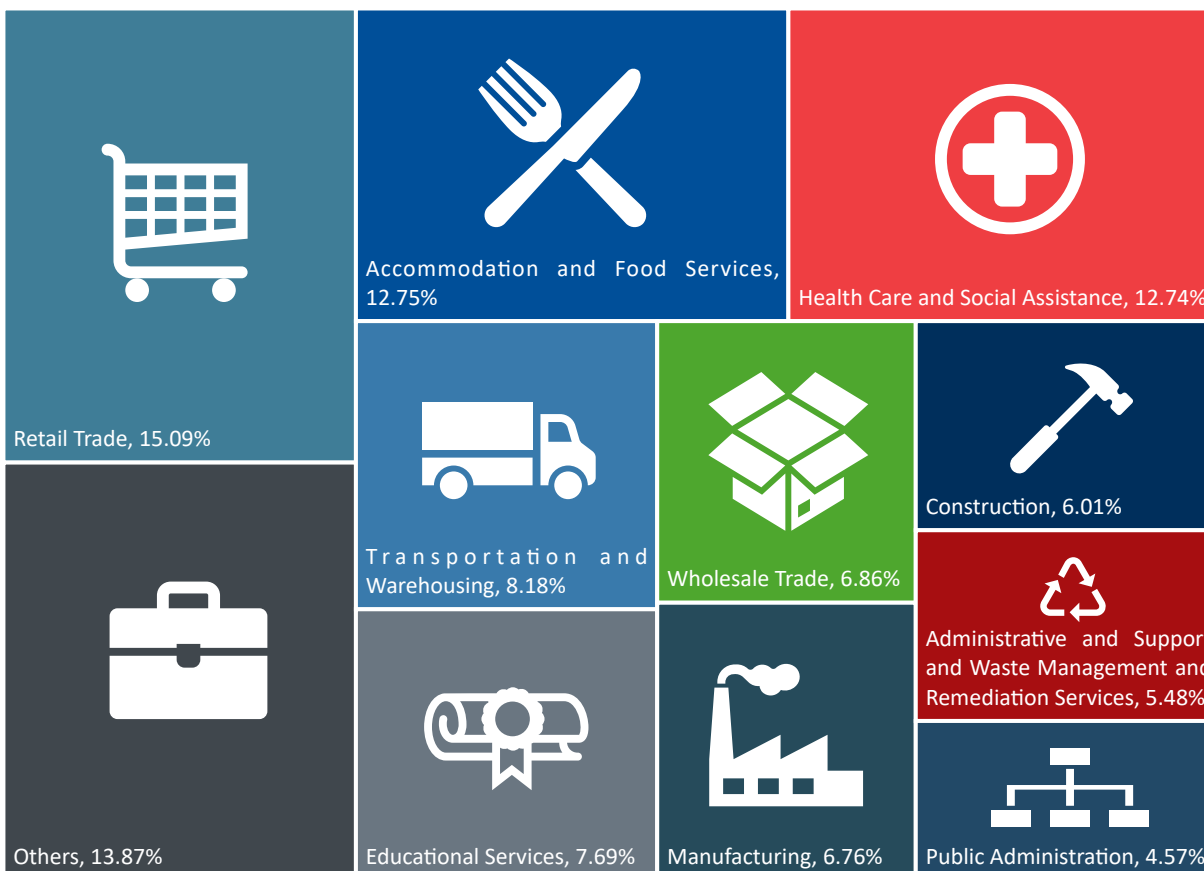 Accommodation and Food Services,
12.75%
Health Care and Social Assistance, 12.74%
Retail Trade, 15.09%
Transportation and
Warehousing, 8.18%
Wholesale Trade, 6.86%
Construction, 6.01%
Administrative and Support
and Waste Management and
Remediation Services, 5.48%
Others, 13.87%
Educational Services, 7.69%
Manufacturing, 6.76%
Public Administration, 4.57%